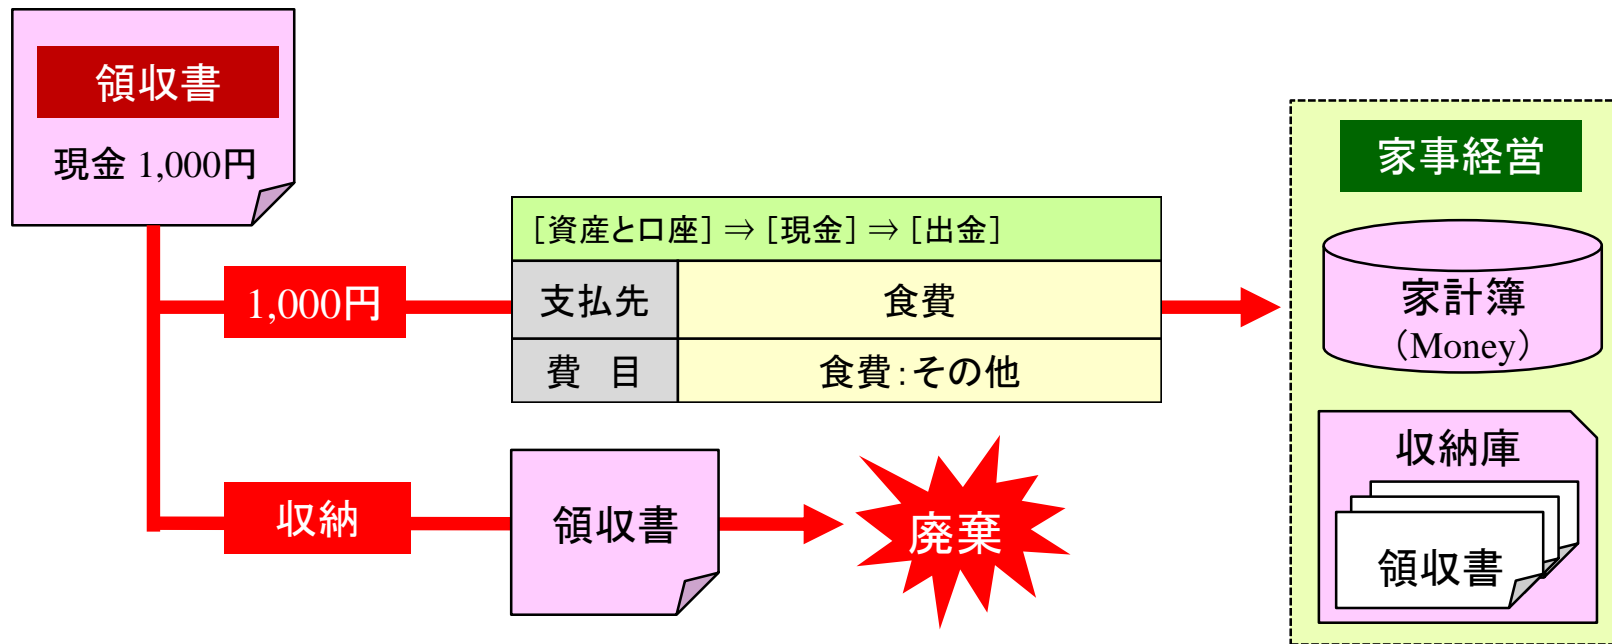 領収書
現金 1,000円
1,000円
[資産と口座] ⇒ [現金] ⇒ [出金]
支払先
食費
費　目
食費：その他
収納
領収書
廃棄
家事経営
家計簿
（Money）
収納庫
領収書